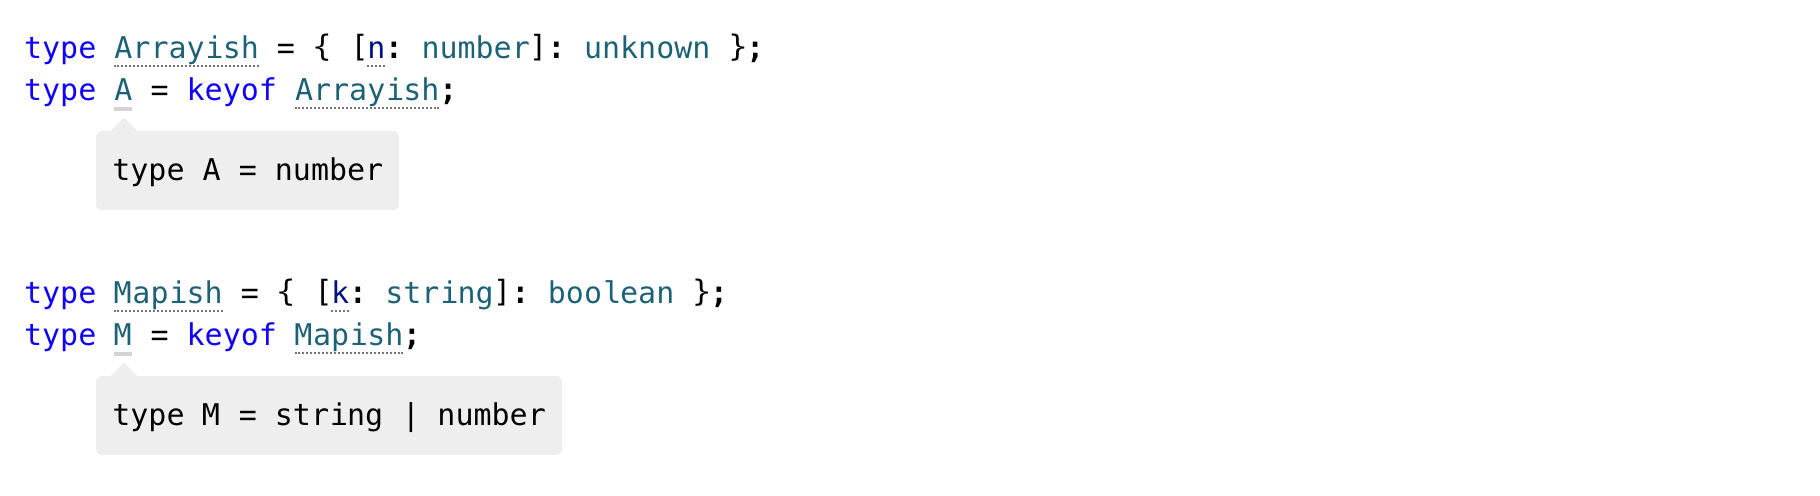 type Arrayish = { [n: number]: unknown };
type A = keyof Arrayish;
type A = number
type Mapish = { [k: string]: boolean };
type M = keyof Mapish;
type M = string | number